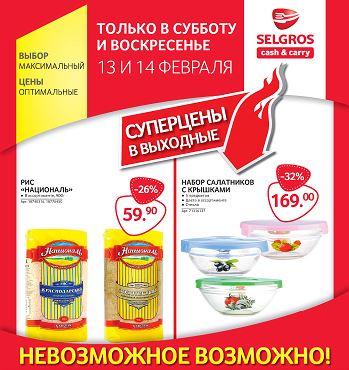 ТОЛЬКО В СУББОТУ
И ВОСКРЕСЕНЬЕ
13 И 14 ФЕВРАЛЯ
SELGROS
cash & carry
ВЫБОР
МАКСИМАЛЬНЫЙ
ЦЕНЫ
ОПТИМАЛЬНЫЕ
СУПЕРЦЕНЫ
В ВЫХОДНЫЕ
РИС
«НАЦИОНАЛЬ»
-26%
59.90
НАБОР САЛАТНИКОВ
С КРЫШКАМИ
-32%
169,00
Националь
КРАСНОДАРСКИЙ
Националь
НЕВОЗМОЖНОЕ ВОЗМОЖНО!